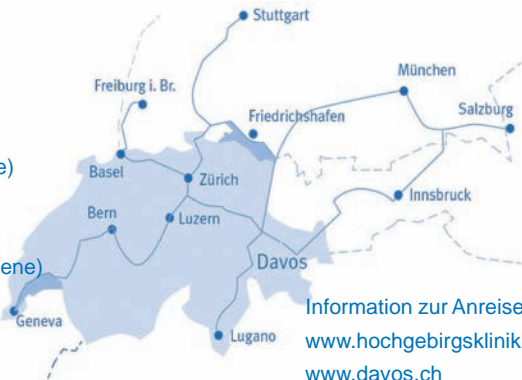 Stuttgart
München
Freiburg i. Br.
Salzburg
Friedrichshafen
e)
Basel
Zürich
Innsbruck
Bern
Luzern
Davos
ene)
Geneva
Information zur Anreise
Lugano
www.hochgebirgsklinik
www.davos.ch